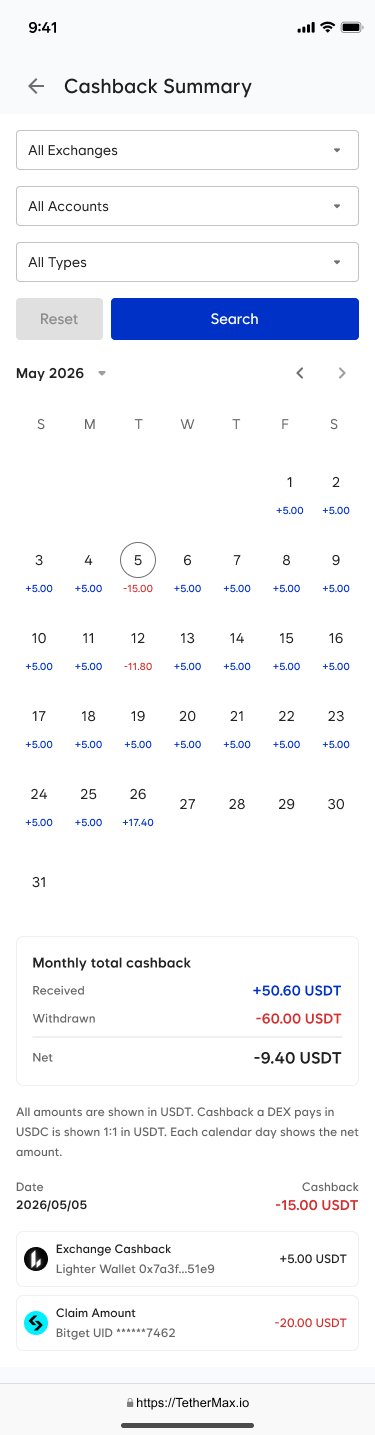 9:41
Cashback Summary
All Exchanges
All Accounts
All Types
Reset Search
May 2026
S M T W T F S
1 2
+5.00 +5.00
3 4 5 6 7 8 9
+5.00 +5.00 -15.00 +5.00 +5.00 +5.00 +5.00
10 11 12 13 14 15 16
+5.00 +5.00 -11.80 +5.00 +5.00 +5.00 +5.00
17 18 19 20 21 22 23
+5.00 +5.00 +5.00 +5.00 +5.00 +5.00 +5.00
24 25 26 27 28 29 30
+5.00 +5.00 +17.40
31
Monthly total cashback
Received +50.60 USDT
Withdrawn -60.00 USDT
Net -9.40 USDT
All amounts are shown in USDT. Cashback a DEX pays in
USDC is shown 1:1 in USDT. Each calendar day shows the net
amount.
Date Cashback
2026/05/05 -15.00 USDT
Exchange Cashback +5.00 USDT
Lighter Wallet 0x7a3f...51e9
Claim Amount -20.00 USDT
Bitget UID ******7462
https://TetherMax.io